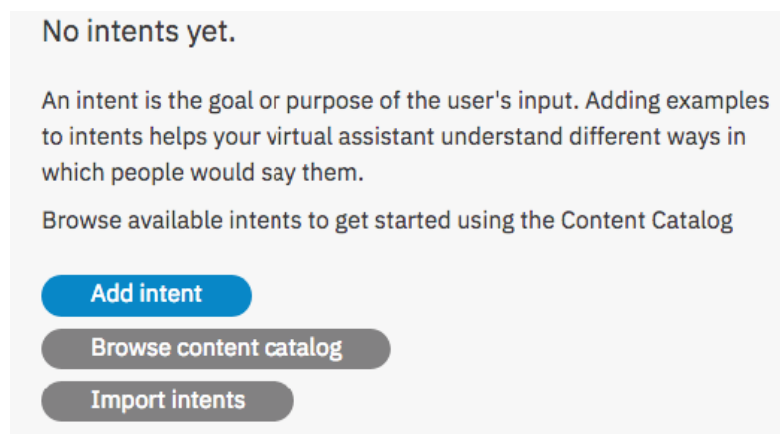 No intents yet.
An intent is the goal or purpose of the user's input. Adding examples
to intents helps your virtual assistant understand different ways in
which people would say them.
Browse available intents to get started using the Content Catalog
Add intent
Browse content catalog
Import intents